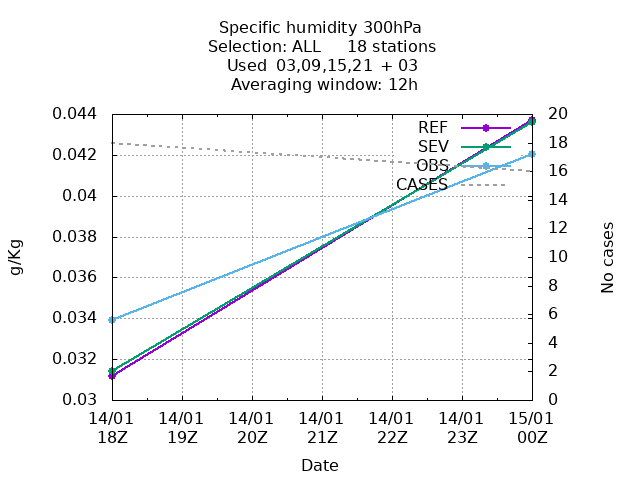 Specific humidity 300hPa
Selection: ALL     18 stations
Used  03,09,15,21 + 03
Averaging window: 12h
0.044
0.042
0.04
0.038
0.036
0.034
0.032
0.03
g/Kg
REF
SEV
OBS
CASES
20
18
16
14
12
10
8
6
4
2
0
No cases
14/01 14/01 14/01 14/01 14/01 14/01 15/01
18Z 19Z 20Z 21Z 22Z 23Z 00Z
Date